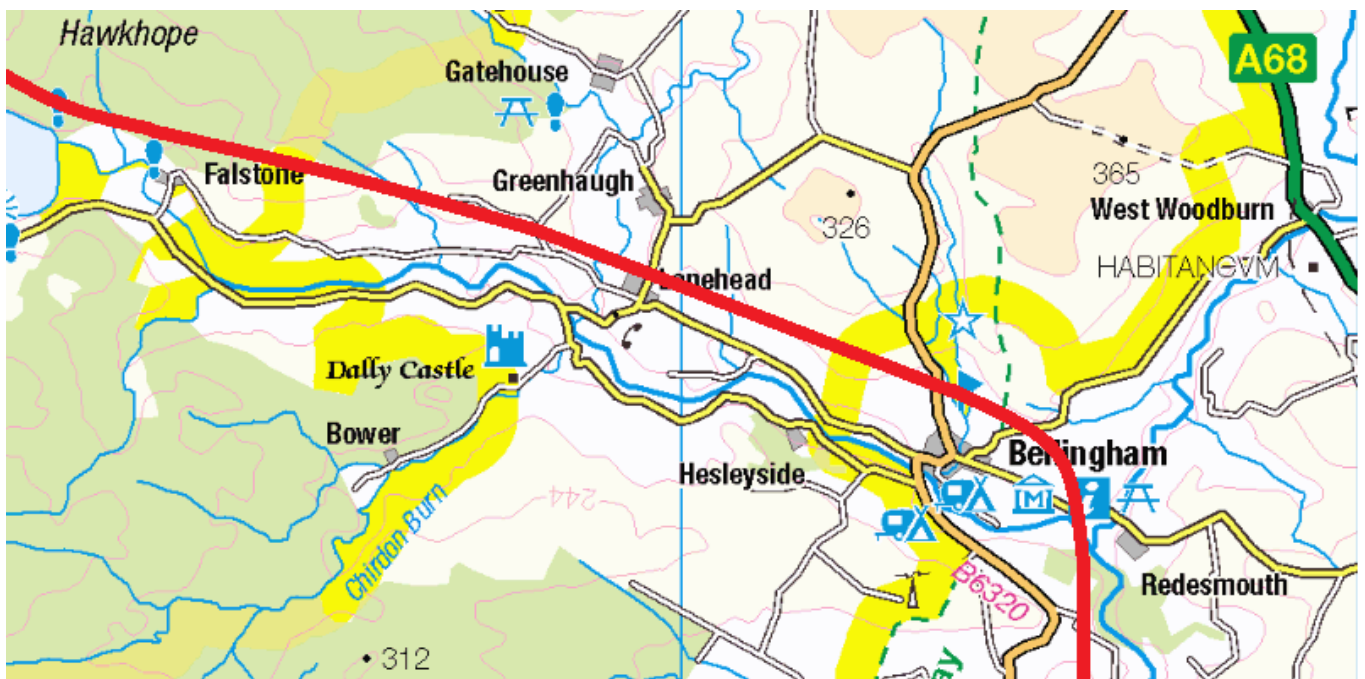 Hawkhope
A68
Gatehouse
Falstone
Greenhaugh
365
West Woodburn
326
HABITANCVM
Lanehead
Dally Castle
Bower
Bellingham
Hesleyside
M
i
244
Chirdon Burn
B6320
Redesmouth
312